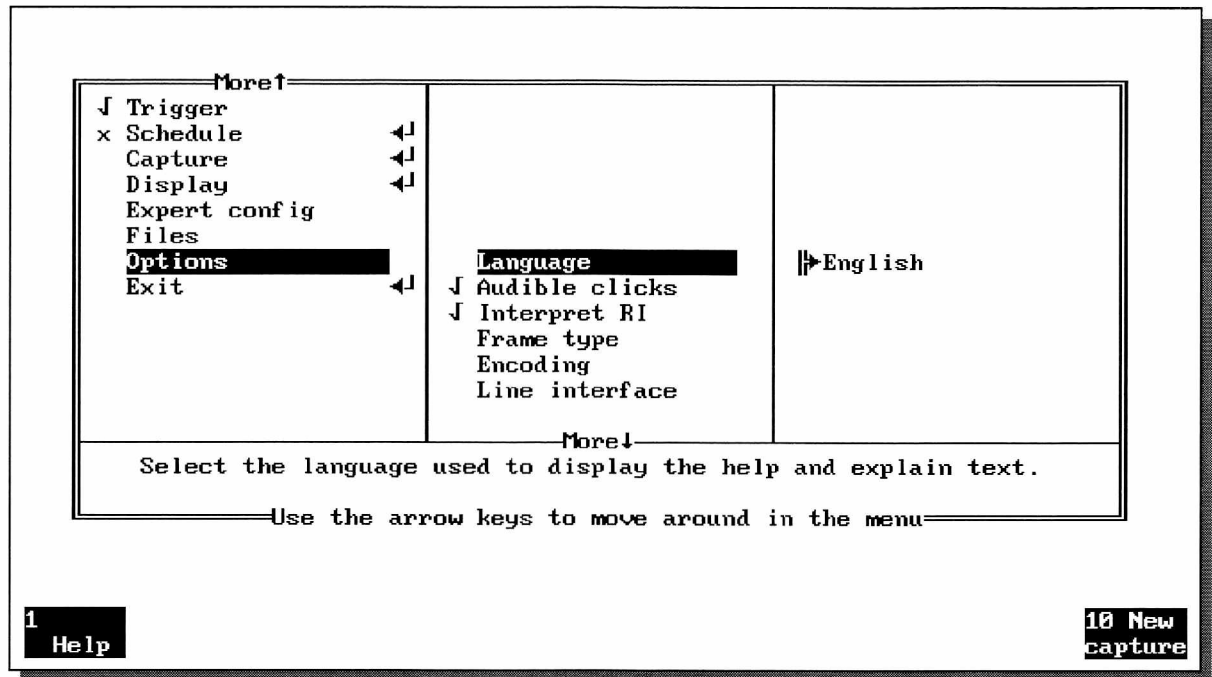 More↑
√ Trigger
x Schedule ◄┘
Capture ◄┘
Display ◄┘
Expert config
Files
Options
Exit ◄┘
Language
√ Audible clicks
√ Interpret RI
Frame type
Encoding
Line interface
English
More↓
Select the language used to display the help and explain text.
Use the arrow keys to move around in the menu
1
Help
10 New
capture